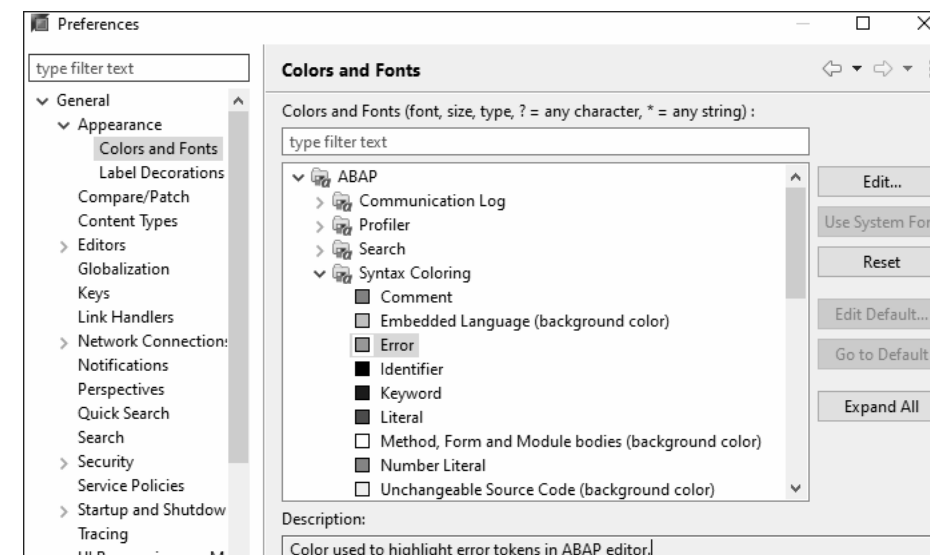 Preferences
type filter text
General
Appearance
Colors and Fonts
Label Decorations
Compare/Patch
Content Types
Editors
Globalization
Keys
Link Handlers
Network Connection
Notifications
Perspectives
Quick Search
Search
Security
Service Policies
Startup and Shutdow
Tracing
Colors and Fonts
Colors and Fonts (font, size, type, ? = any character, * = any string) :
type filter text
ABAP
Communication Log
Profiler
Search
Syntax Coloring
Comment
Embedded Language (background color)
Error
Identifier
Keyword
Literal
Method, Form and Module bodies (background color)
Number Literal
Unchangeable Source Code (background color)
Edit...
Use System For
Reset
Edit Default...
Go to Default
Expand All
Description:
Color used to highlight error tokens in ABAP editor.